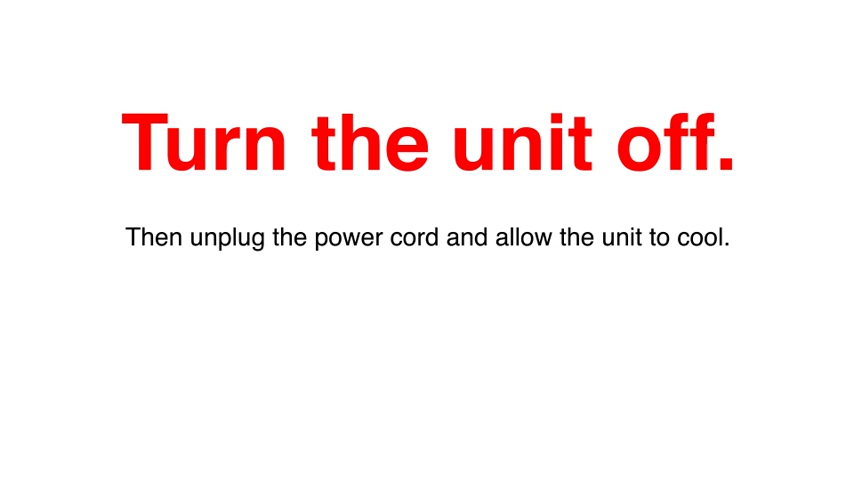 Turn the unit off.
Then unplug the power cord and allow the unit to cool.